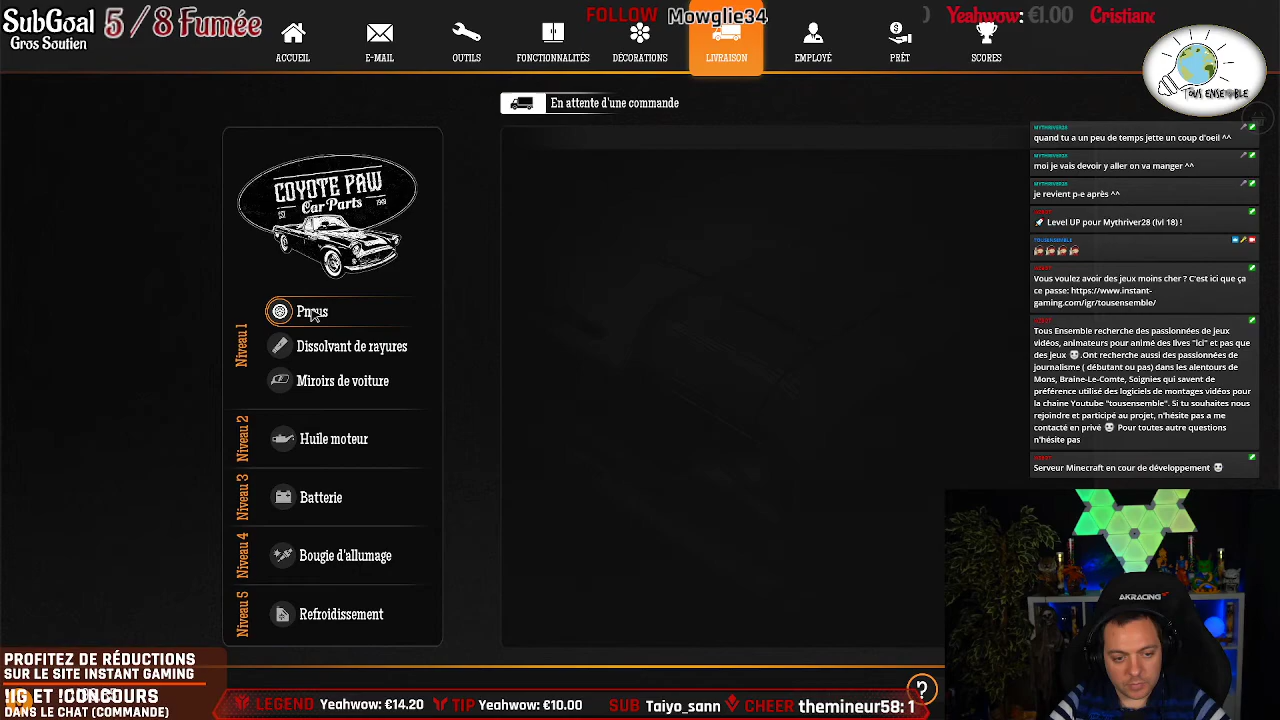 SubGoal
Gros Soutien
5 / 8 Fumée
FOLLOW Mowglie34
Yeahwow: €1.00
ACCUEIL
E-MAIL
OUTILS
FONCTIONNALITÉS
DÉCORATIONS
LIVRAISON
EMPLOYÉ
PRÊT
SCORES
TOUS ENSEMBLE
En attente d'une commande
COYOTE PAW
Car Parts
Niveau 1
Pneus
Dissolvant de rayures
Miroirs de voiture
Niveau 2
Huile moteur
Niveau 3
Batterie
Niveau 4
Bougie d'allumage
Niveau 5
Refroidissement
MYTHRIVER28
quand tu a un peu de temps jette un coup d'oeil ^^
MYTHRIVER28
moi je vais devoir y aller on va manger ^^
MYTHRIVER28
je revient p-e après ^^
Level UP pour Mythriver28 (lvl 18) !
TOUSENSEMBLE
Vous voulez avoir des jeux moins cher ? C'est ici que ça
ce passe: https://www.instant-
gaming.com/igr/tousensemble/
Tous Ensemble recherche des passionnées de jeux
vidéos, animateurs pour animé des lives "ici" et pas que
des jeux .Ont recherche aussi des passionnées de
journalisme ( débutant ou pas) dans les alentours de
Mons, Braine-Le-Comte, Soignies qui savent de
préférence utilisé des logiciels de montages vidéos pour
la chaine Youtube "tousensemble". Si tu souhaites nous
rejoindre et participé au projet, n'hésite pas a me
contacté en privé Pour toutes autre questions
n'hésite pas
Serveur Minecraft en cour de développement
AKRACING
PROFITEZ DE RÉDUCTIONS
SUR LE SITE INSTANT GAMING
!IG ET !CONCOURS
DANS LE CHAT (COMMANDE)
?
LEGEND Yeahwow: €14.20 TIP Yeahwow: €10.00 SUB Taiyo_sann CHEER themineur58: 1